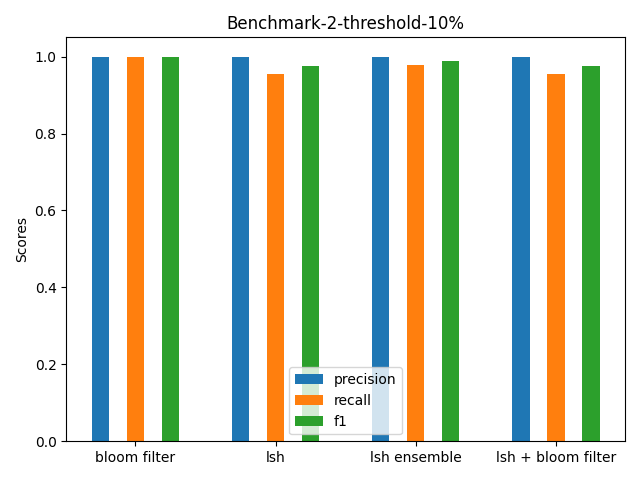 Benchmark-2-threshold-10%
Scores
1.0
0.8
0.6
0.4
0.2
0.0
precision
recall
f1
bloom filter
lsh
lsh ensemble
lsh + bloom filter